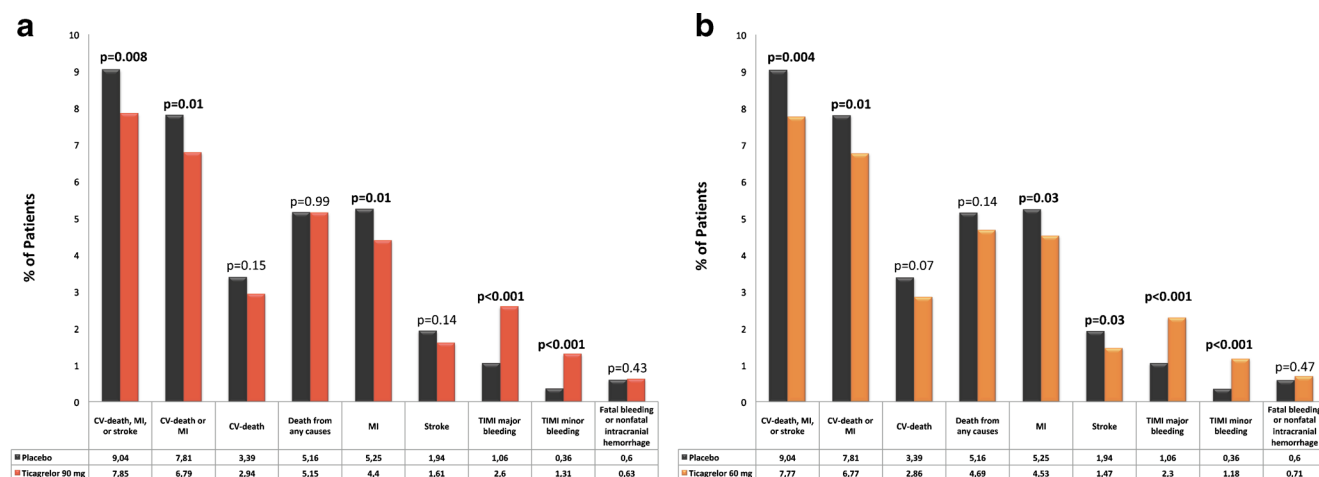 a
% of Patients
10
9
8
7
6
5
4
3
2
1
0
p=0.008
p=0.01
p=0.15
p=0.99
p=0.01
p=0.14
p<0.001
p<0.001
p=0.43
CV-death, MI, or stroke
CV-death or MI
CV-death
Death from any causes
MI
Stroke
TIMI major bleeding
TIMI minor bleeding
Fatal bleeding or nonfatal intracranial hemorrhage
Placebo 9,04 7,81 3,39 5,16 5,25 1,94 1,06 0,36 0,6
Ticagrelor 90 mg 7.85 6.79 2.94 5.15 4.4 1.61 2.6 1.31 0.63
b
% of Patients
10
9
8
7
6
5
4
3
2
1
0
p=0.004
p=0.01
p=0.07
p=0.14
p=0.03
p=0.03
p<0.001
p<0.001
p=0.47
CV-death, MI, or stroke
CV-death or MI
CV-death
Death from any causes
MI
Stroke
TIMI major bleeding
TIMI minor bleeding
Fatal bleeding or nonfatal intracranial hemorrhage
Placebo 9,04 7,81 3,39 5,16 5,25 1,94 1,06 0,36 0,6
Ticagrelor 60 mg 7.77 6.77 2.86 4.69 4.53 1.47 2.3 1.18 0.71